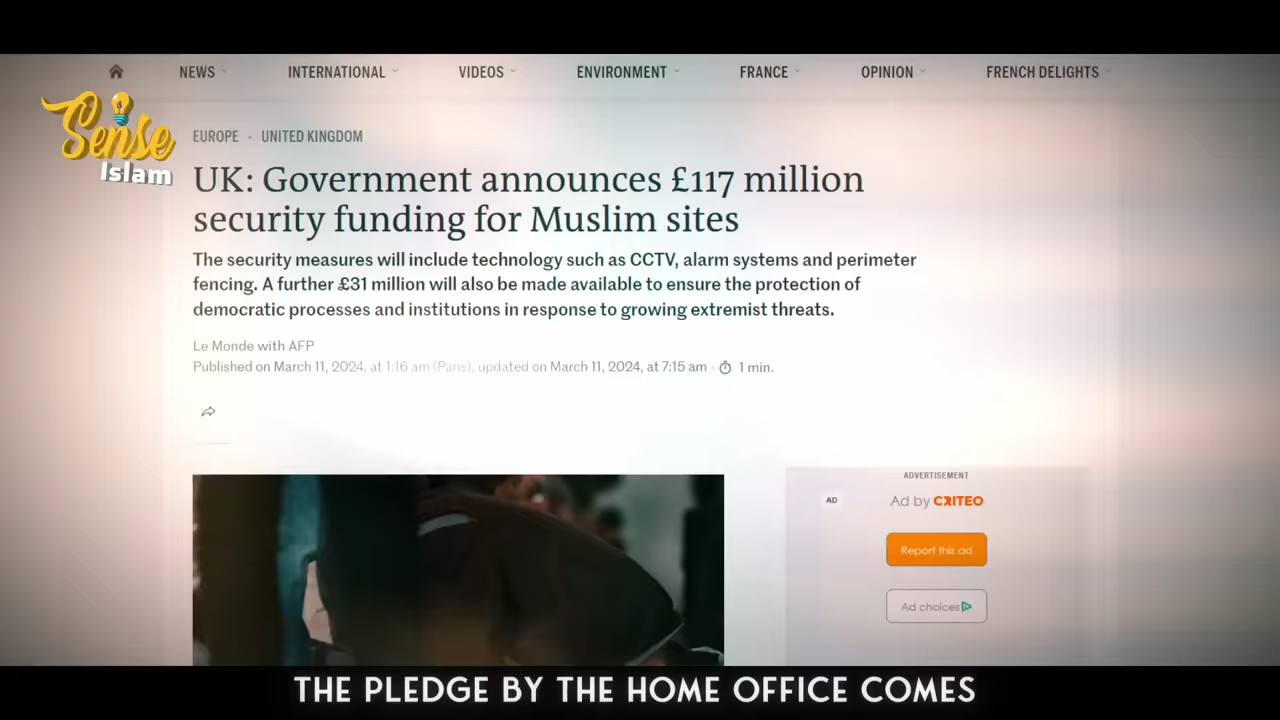 NEWS INTERNATIONAL VIDEOS ENVIRONMENT FRANCE OPINION FRENCH DELIGHTS
Sense
Islam
EUROPE • UNITED KINGDOM
UK: Government announces £117 million
security funding for Muslim sites
The security measures will include technology such as CCTV, alarm systems and perimeter
fencing. A further £31 million will also be made available to ensure the protection of
democratic processes and institutions in response to growing extremist threats.
Le Monde with AFP
Published on March 11, 2024, at 1:16 am (Paris), updated on March 11, 2024, at 7:15 am • 1 min.
ADVERTISEMENT
AD
Ad by CRITEO
Report this ad
Ad choices
THE PLEDGE BY THE HOME OFFICE COMES